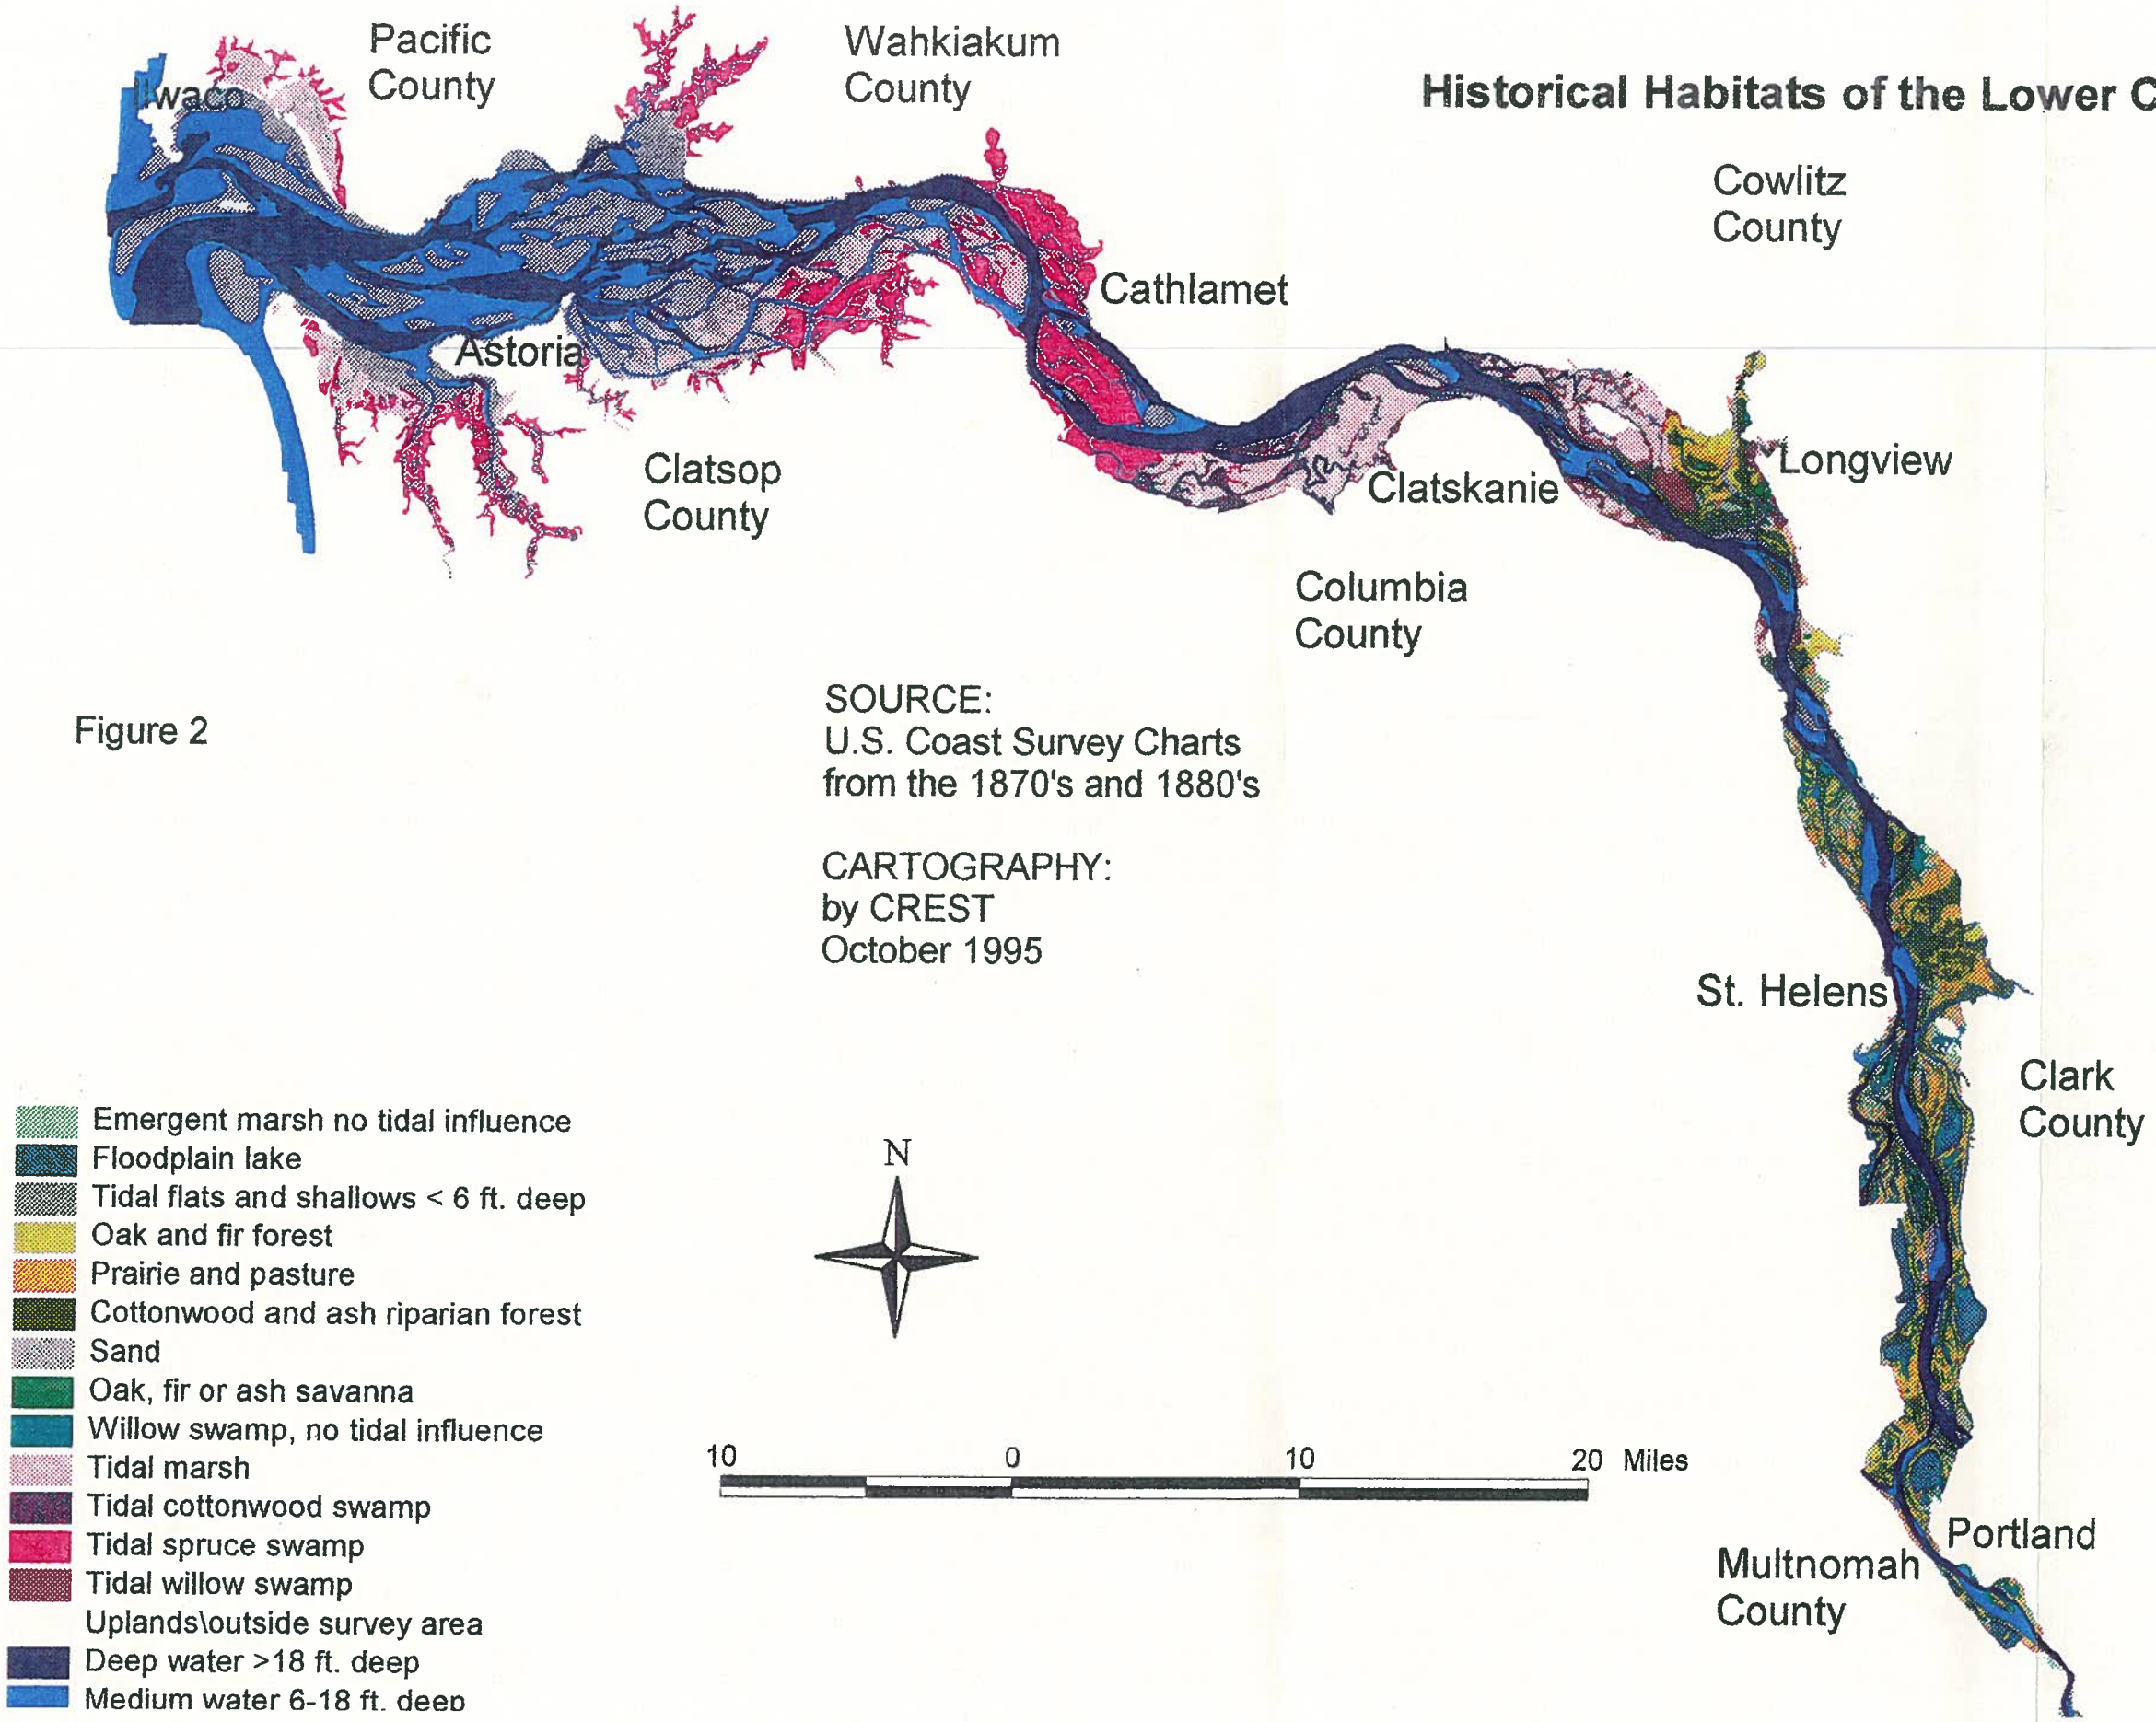 Pacific
County
Wahkiakum
County
Historical Habitats of the Lower C
Ilwaco
Cowlitz
County
Cathlamet
Astoria
Longview
Clatsop
County
Clatskanie
Columbia
County
Figure 2
SOURCE:
U.S. Coast Survey Charts
from the 1870's and 1880's
CARTOGRAPHY:
by CREST
October 1995
St. Helens
Clark
County
Emergent marsh no tidal influence
Floodplain lake
Tidal flats and shallows < 6 ft. deep
Oak and fir forest
Prairie and pasture
Cottonwood and ash riparian forest
Sand
Oak, fir or ash savanna
Willow swamp, no tidal influence
Tidal marsh
Tidal cottonwood swamp
Tidal spruce swamp
Tidal willow swamp
Uplands\outside survey area
Deep water >18 ft. deep
Medium water 6-18 ft. deep
N
10 0 10 20 Miles
Portland
Multnomah
County